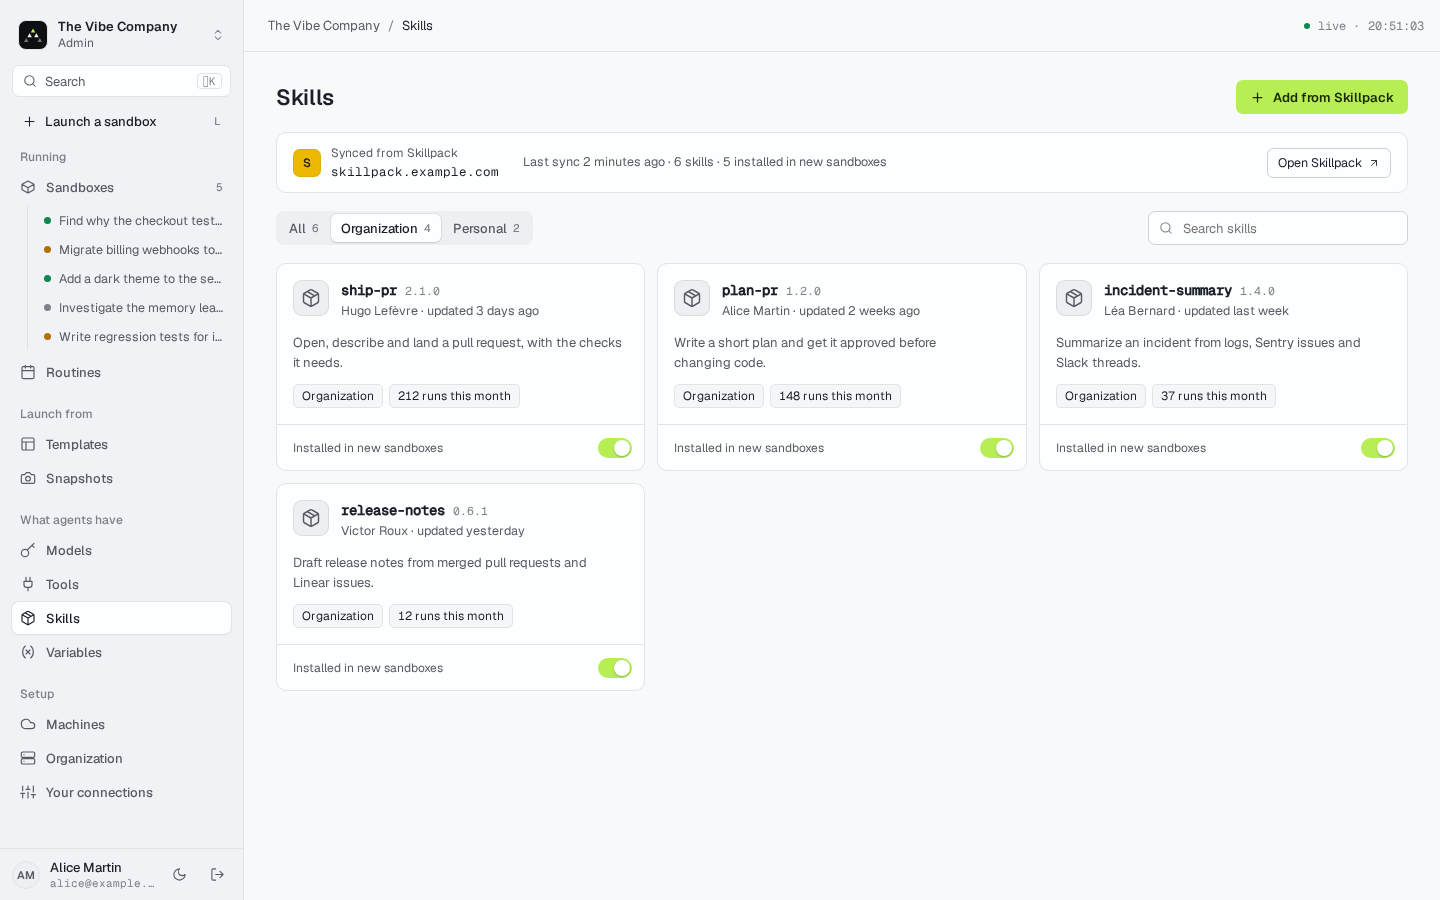 The Vibe Company
Admin
Search
K
Launch a sandbox
L
Running
Sandboxes
5
Find why the checkout test…
Migrate billing webhooks to…
Add a dark theme to the se…
Investigate the memory lea…
Write regression tests for i…
Routines
Launch from
Templates
Snapshots
What agents have
Models
Tools
Skills
Variables
Setup
Machines
Organization
Your connections
AM
Alice Martin
alice@example.…
The Vibe Company / Skills
live · 20:51:03
Skills
Add from Skillpack
S
Synced from Skillpack
skillpack.example.com
Last sync 2 minutes ago · 6 skills · 5 installed in new sandboxes
Open Skillpack
All 6
Organization 4
Personal 2
Search skills
ship-pr 2.1.0
Hugo Lefèvre · updated 3 days ago
Open, describe and land a pull request, with the checks
it needs.
Organization
212 runs this month
Installed in new sandboxes
plan-pr 1.2.0
Alice Martin · updated 2 weeks ago
Write a short plan and get it approved before
changing code.
Organization
148 runs this month
Installed in new sandboxes
incident-summary 1.4.0
Léa Bernard · updated last week
Summarize an incident from logs, Sentry issues and
Slack threads.
Organization
37 runs this month
Installed in new sandboxes
release-notes 0.6.1
Victor Roux · updated yesterday
Draft release notes from merged pull requests and
Linear issues.
Organization
12 runs this month
Installed in new sandboxes